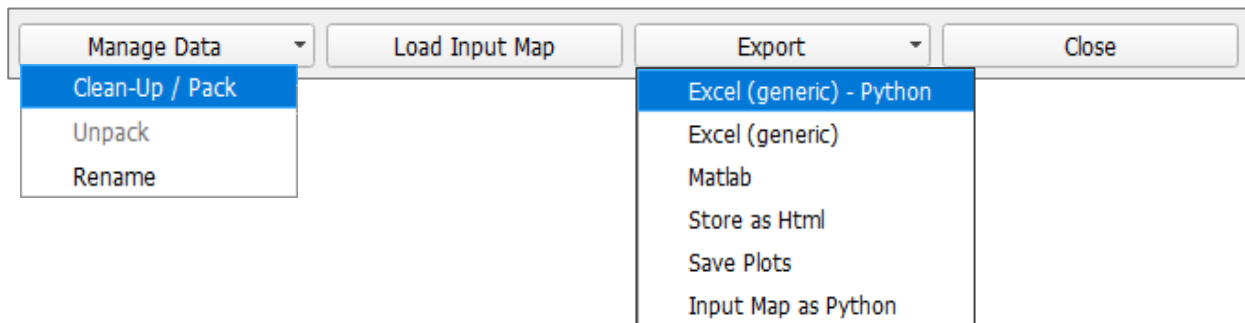 Manage Data
Load Input Map
Export
Close
Clean-Up / Pack
Unpack
Rename
Excel (generic) - Python
Excel (generic)
Matlab
Store as Html
Save Plots
Input Map as Python